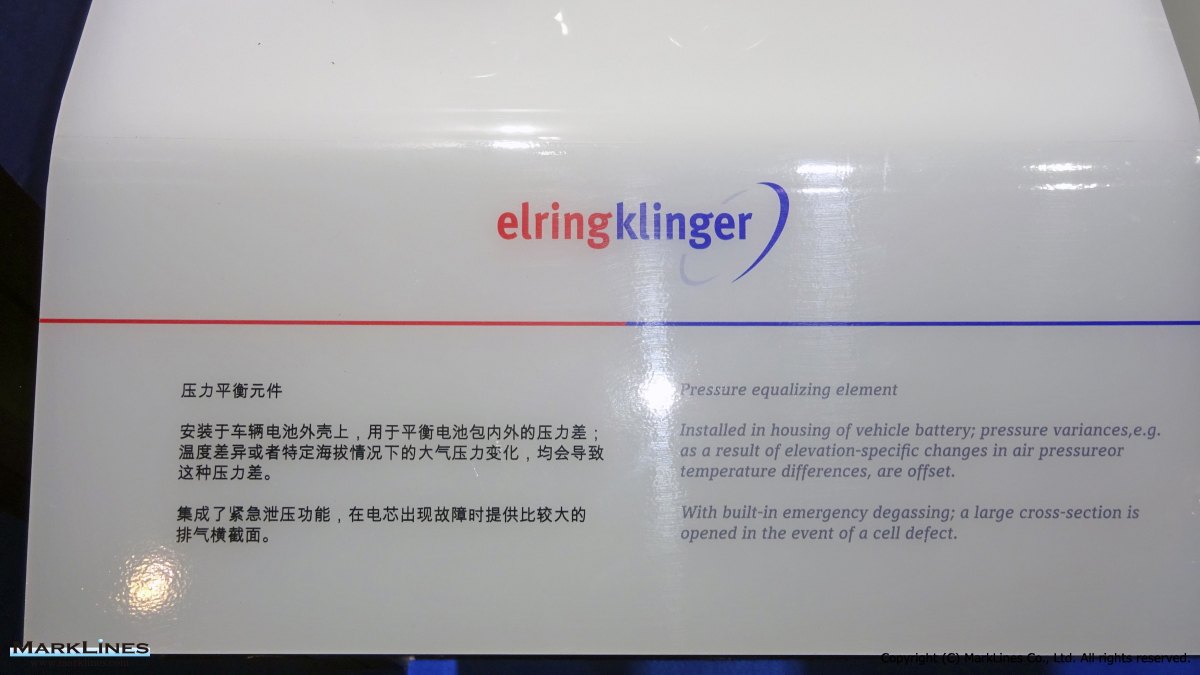 elringklinger
压力平衡元件
安装于车辆电池外壳上，用于平衡电池包内外的压力差；
温度差异或者特定海拔情况下的大气压力变化，均会导致
这种压力差。
集成了紧急泄压功能，在电芯出现故障时提供比较大的
排气横截面。
Pressure equalizing element
Installed in housing of vehicle battery; pressure variances,e.g.
as a result of elevation-specific changes in air pressureor
temperature differences, are offset.
With built-in emergency degassing; a large cross-section is
opened in the event of a cell defect.
MARKLINES
www.marklines.com
Copyright (C) MarkLines Co., Ltd. All rights reserved.